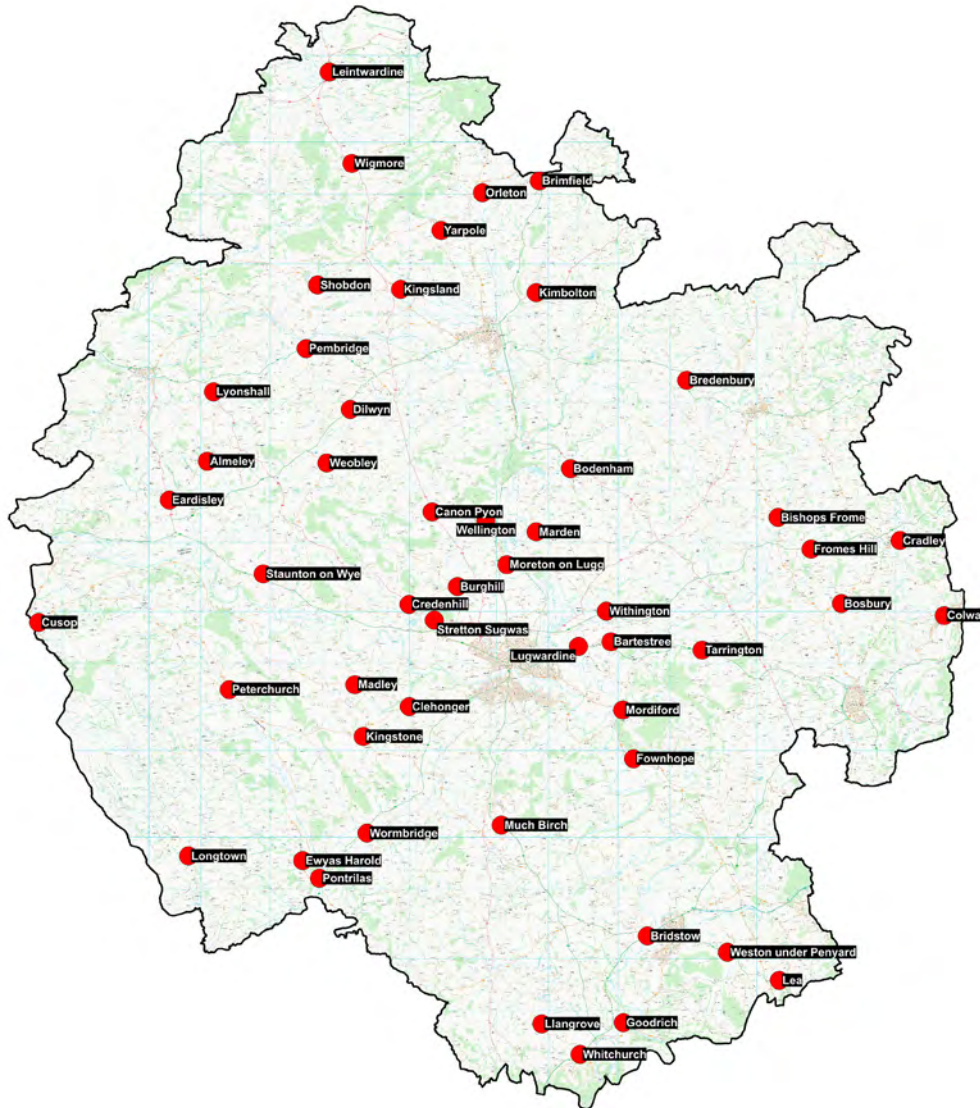 Leintwardine
Wigmore
Brimfield
Orleton
Yarpole
Shobdon
Kingsland
Kimbolton
Pembridge
Bredenbury
Lyonshall
Dilwyn
Almeley
Weobley
Bodenham
Eardisley
Canon Pyon
Bishops Frome
Wellington
Marden
Cradley
Fromes Hill
Moreton on Lugg
Staunton on Wye
Burghill
Credenhill
Bosbury
Withington
Colwa
Cusop
Stretton Sugwas
Bartestree
Lugwardine
Tarrington
Madley
Peterchurch
Clehonger
Mordiford
Kingstone
Fownhope
Much Birch
Wormbridge
Longtown
Ewyas Harold
Pontrilas
Bridstow
Weston under Penyard
Lea
Llangrove
Goodrich
Whitchurch